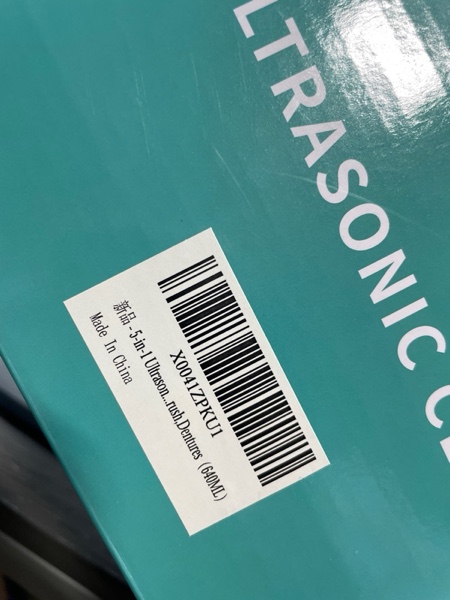 LTRASONIC C
X0041ZPKU1
新品 - 5-in-1 Ultrason...rush,Dentures (640ML)
Made In China